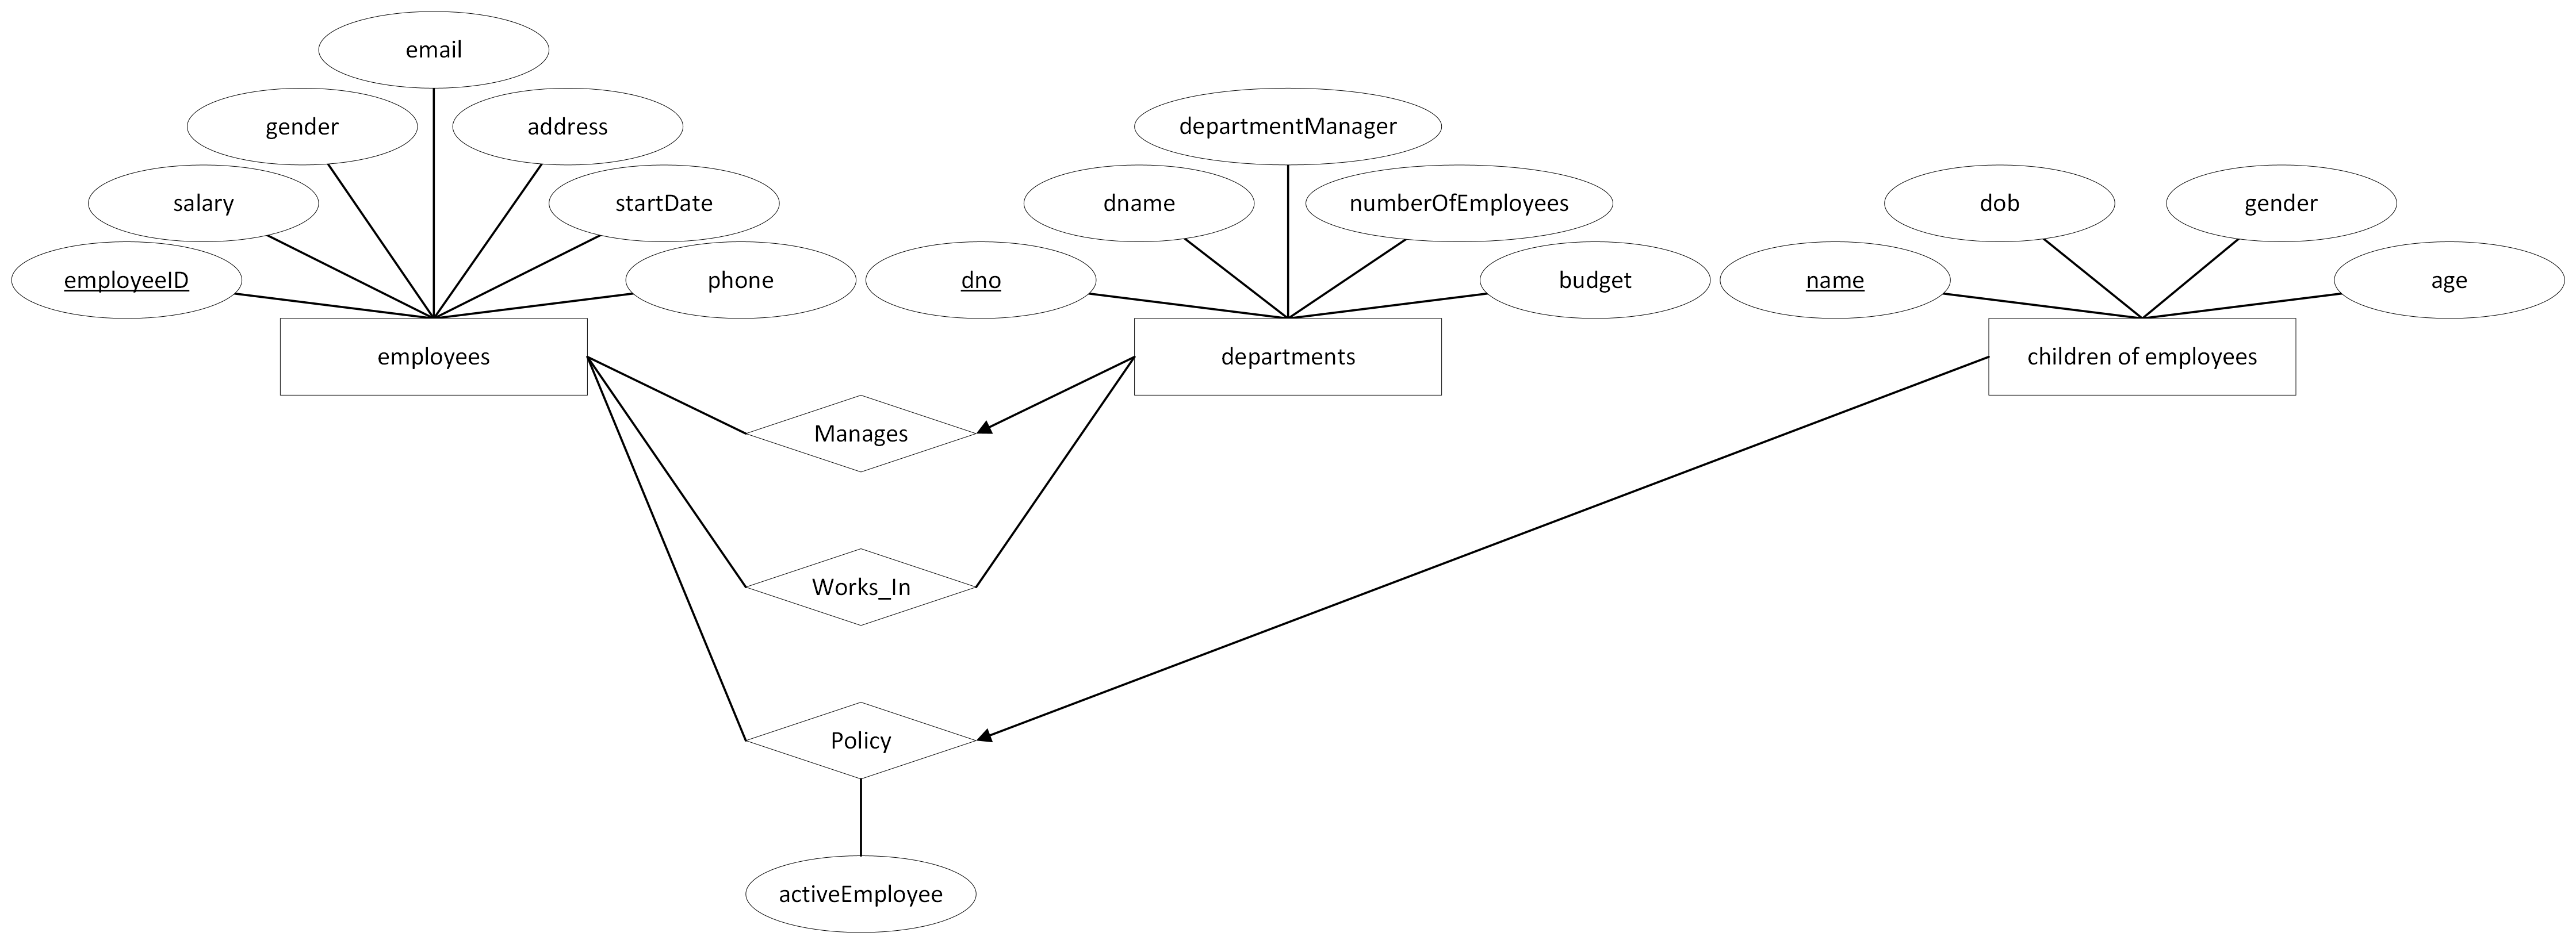 email
gender
address
departmentManager
salary
startDate
dname
numberOfEmployees
dob
gender
employeeID
phone
dno
budget
name
age
employees
departments
children of employees
Manages
Works_In
Policy
activeEmployee